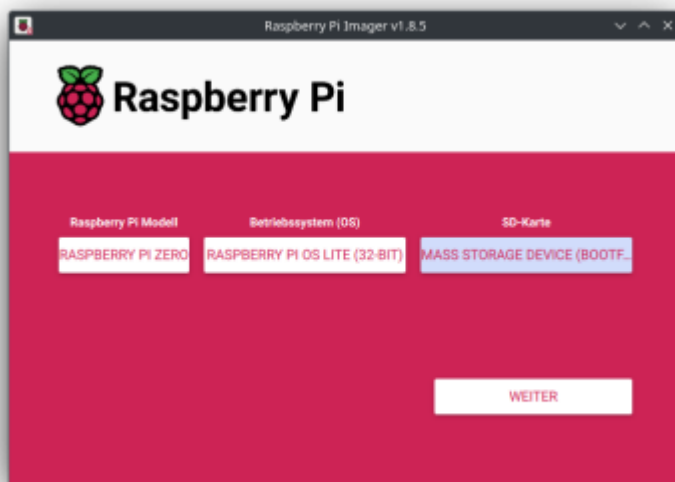 Raspberry Pi Imager v1.8.5
Raspberry Pi
Raspberry Pi Modell
Betriebssystem (OS)
SD-Karte
RASPBERRY PI ZERO
RASPBERRY PI OS LITE (32-BIT)
MASS STORAGE DEVICE (BOOTF...
WEITER